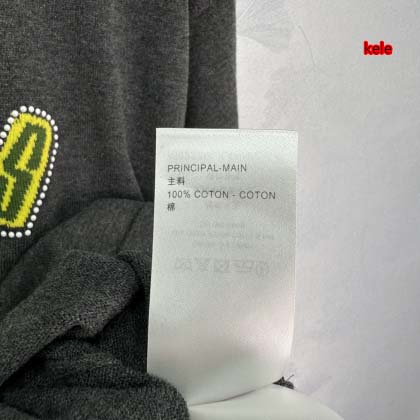 kele
S
PRINCIPAL-MAIN
主料
100% COTON - COTON
棉